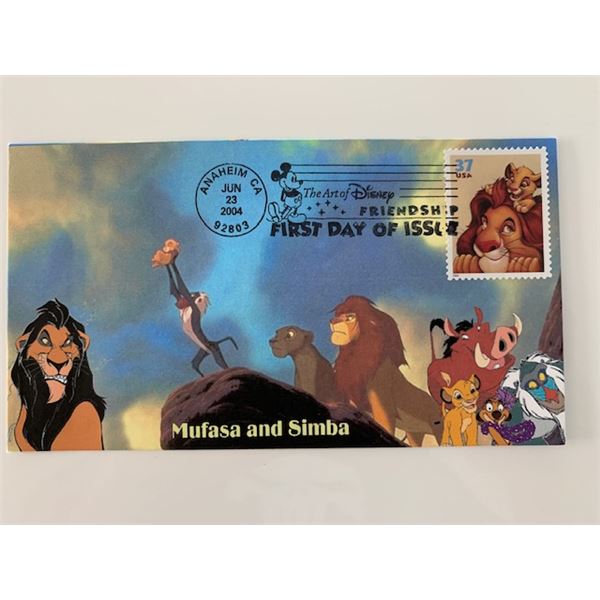 ANAHEIM CA
JUN
23
2004
92803
The Art of Disney
FRIENDSHIP
FIRST DAY OF ISSUE
37
USA
Mufasa and Simba